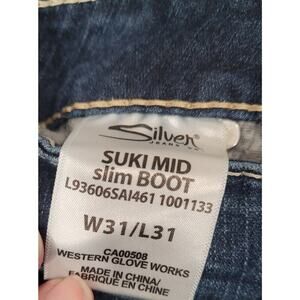 Silver
JEANS CO
SUKI MID
slim BOOT
L93606SAI461 1001133
W31/L31
CA00508
WESTERN GLOVE WORKS
MADE IN CHINA/
FABRIQUÉ EN CHINE